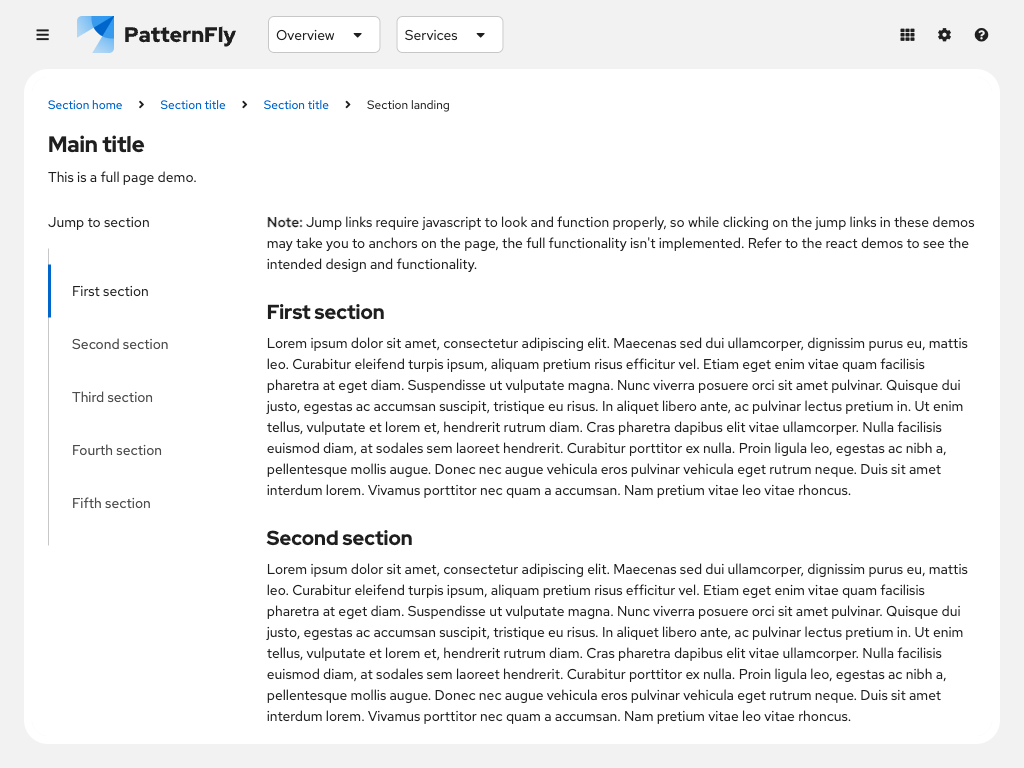 PatternFly
Overview
Services
Section home
Section title
Section title
Section landing
Main title
This is a full page demo.
Jump to section
First section
Second section
Third section
Fourth section
Fifth section
Note: Jump links require javascript to look and function properly, so while clicking on the jump links in these demos
may take you to anchors on the page, the full functionality isn't implemented. Refer to the react demos to see the
intended design and functionality.
First section
Lorem ipsum dolor sit amet, consectetur adipiscing elit. Maecenas sed dui ullamcorper, dignissim purus eu, mattis
leo. Curabitur eleifend turpis ipsum, aliquam pretium risus efficitur vel. Etiam eget enim vitae quam facilisis
pharetra at eget diam. Suspendisse ut vulputate magna. Nunc viverra posuere orci sit amet pulvinar. Quisque dui
justo, egestas ac accumsan suscipit, tristique eu risus. In aliquet libero ante, ac pulvinar lectus pretium in. Ut enim
tellus, vulputate et lorem et, hendrerit rutrum diam. Cras pharetra dapibus elit vitae ullamcorper. Nulla facilisis
euismod diam, at sodales sem laoreet hendrerit. Curabitur porttitor ex nulla. Proin ligula leo, egestas ac nibh a,
pellentesque mollis augue. Donec nec augue vehicula eros pulvinar vehicula eget rutrum neque. Duis sit amet
interdum lorem. Vivamus porttitor nec quam a accumsan. Nam pretium vitae leo vitae rhoncus.
Second section
Lorem ipsum dolor sit amet, consectetur adipiscing elit. Maecenas sed dui ullamcorper, dignissim purus eu, mattis
leo. Curabitur eleifend turpis ipsum, aliquam pretium risus efficitur vel. Etiam eget enim vitae quam facilisis
pharetra at eget diam. Suspendisse ut vulputate magna. Nunc viverra posuere orci sit amet pulvinar. Quisque dui
justo, egestas ac accumsan suscipit, tristique eu risus. In aliquet libero ante, ac pulvinar lectus pretium in. Ut enim
tellus, vulputate et lorem et, hendrerit rutrum diam. Cras pharetra dapibus elit vitae ullamcorper. Nulla facilisis
euismod diam, at sodales sem laoreet hendrerit. Curabitur porttitor ex nulla. Proin ligula leo, egestas ac nibh a,
pellentesque mollis augue. Donec nec augue vehicula eros pulvinar vehicula eget rutrum neque. Duis sit amet
interdum lorem. Vivamus porttitor nec quam a accumsan. Nam pretium vitae leo vitae rhoncus.